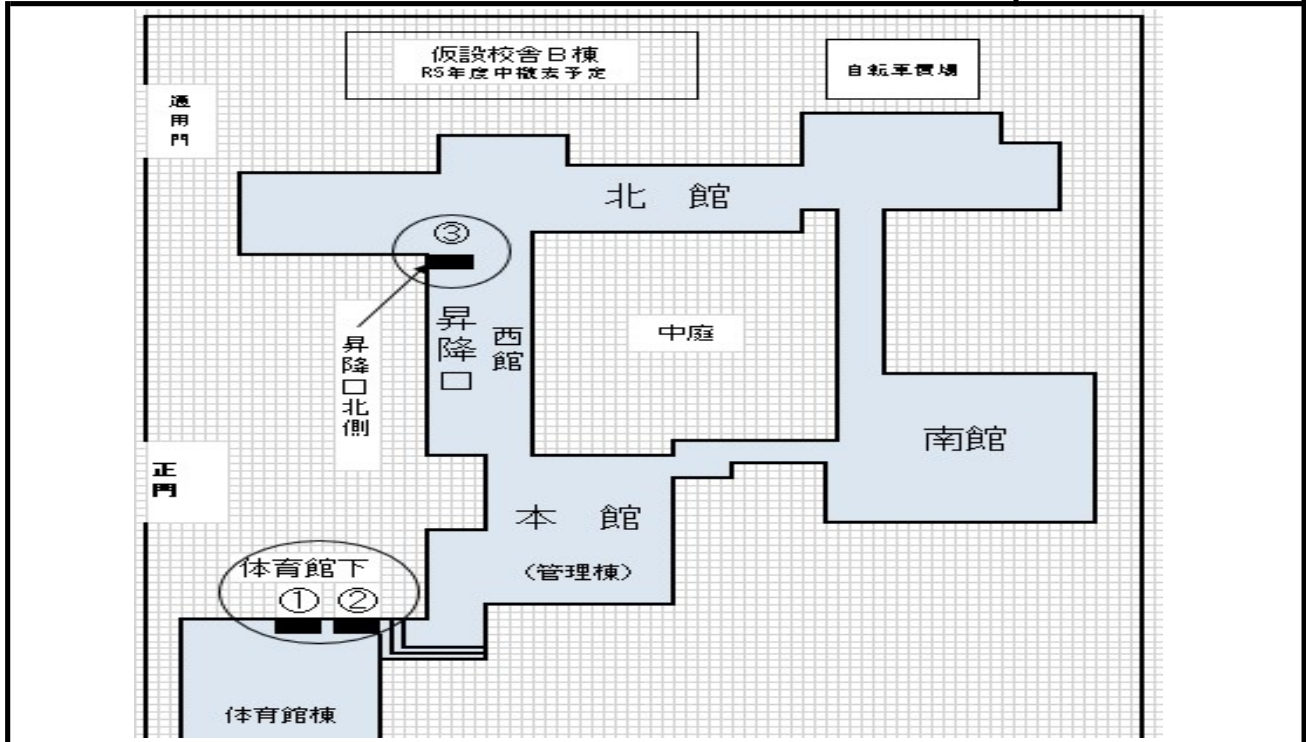 仮設校舎B棟
R5年度中撤去予定
自転車置場
通用門
北 館
③
昇降口
西館
中庭
昇降口北側
南館
正門
本 館
(管理棟)
体育館下
① ②
体育館棟